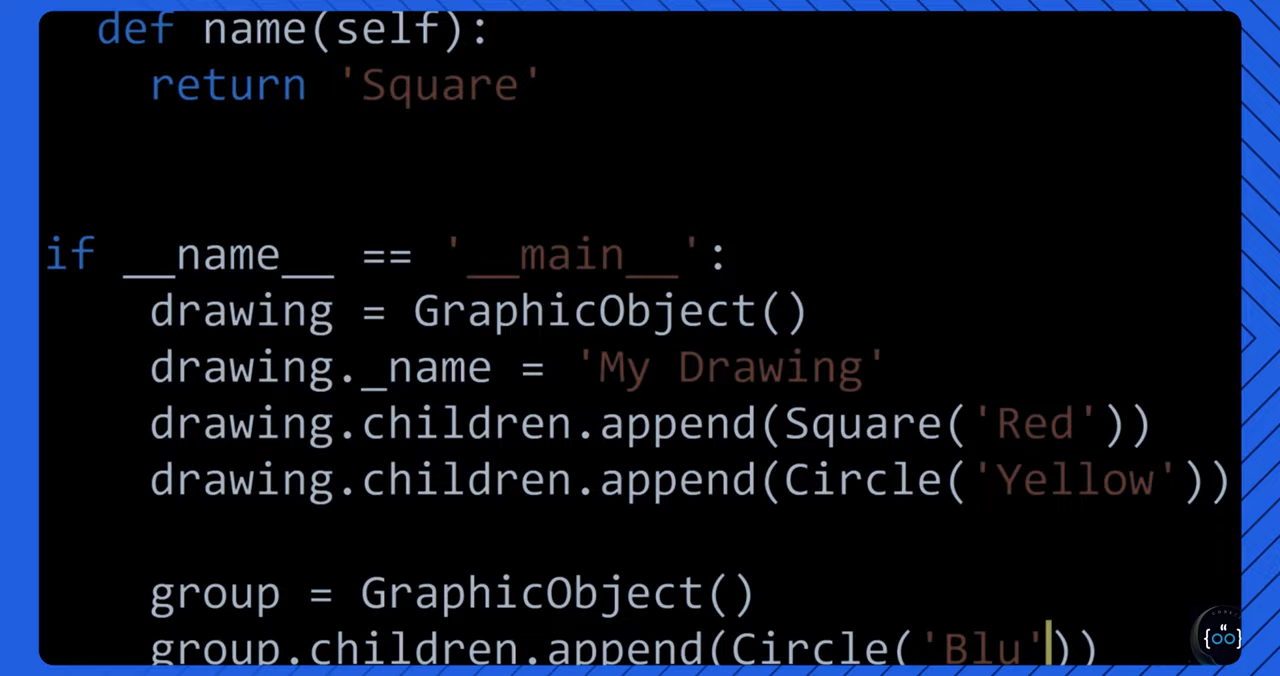 def name(self):
return 'Square'
if __name__ == '__main__':
drawing = GraphicObject()
drawing._name = 'My Drawing'
drawing.children.append(Square('Red'))
drawing.children.append(Circle('Yellow'))
group = GraphicObject()
group.children.append(Circle('Blu'))